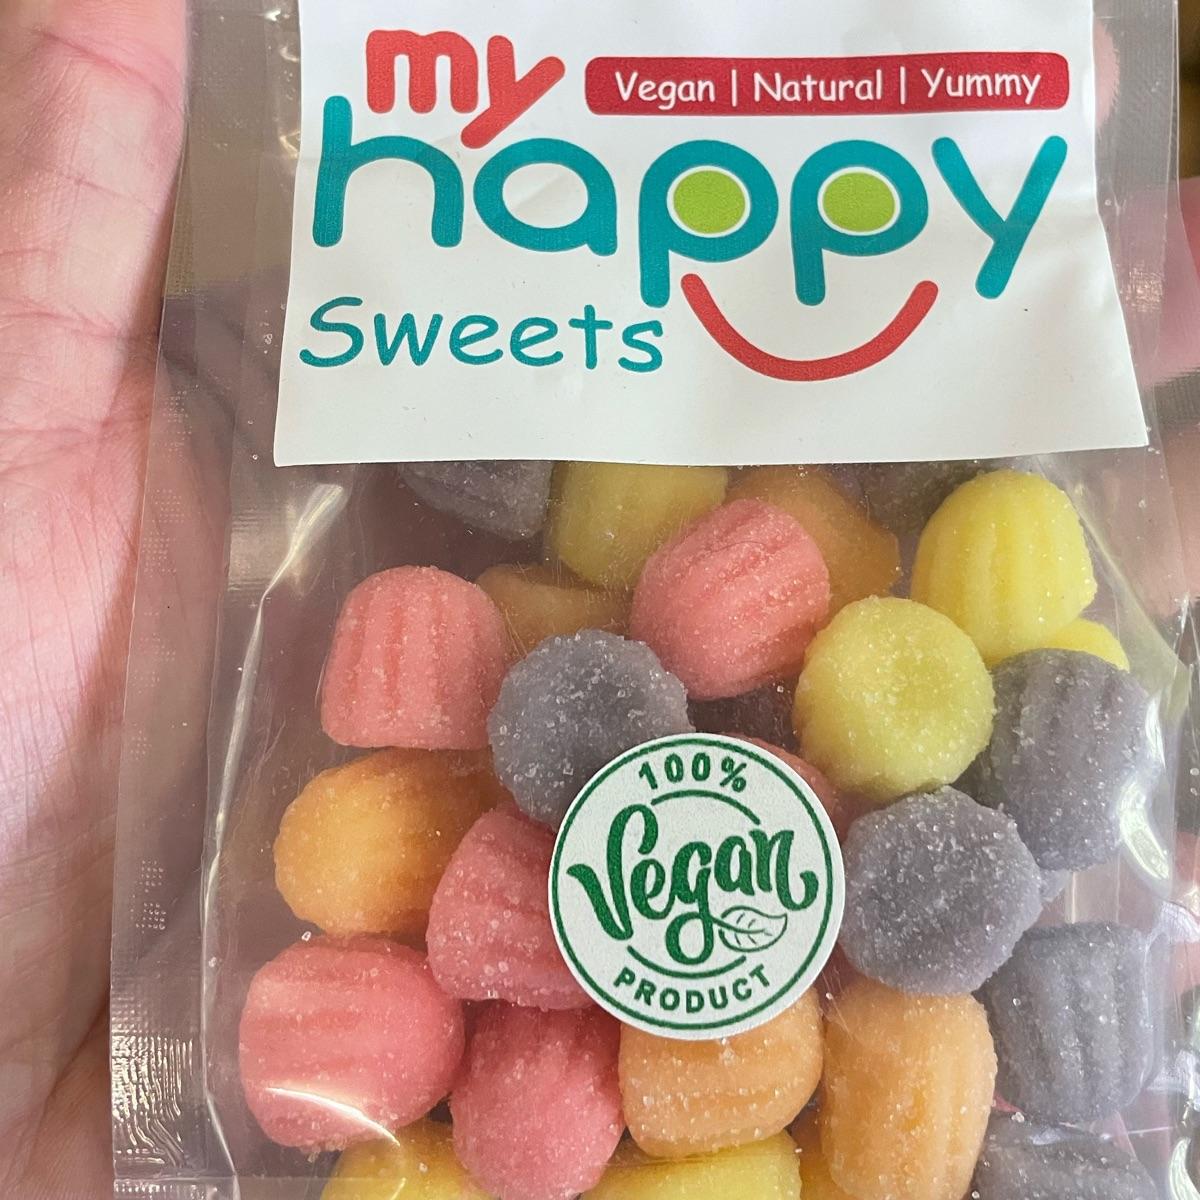 my
Vegan | Natural | Yummy
happy
Sweets
100%
Vegan
PRODUCT